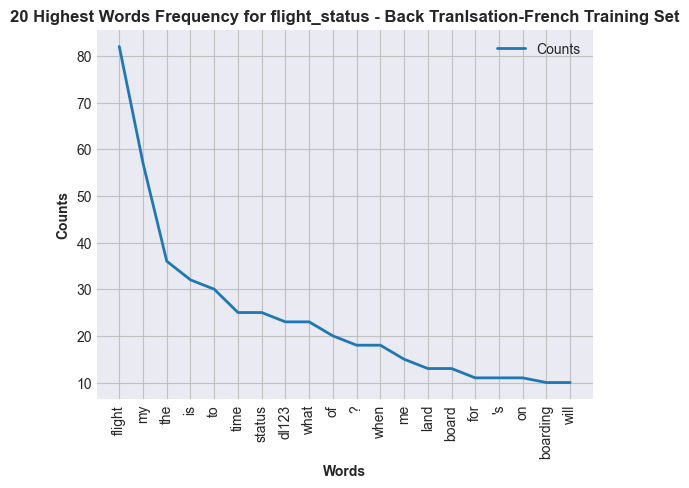 20 Highest Words Frequency for flight_status - Back Tranlsation-French Training Set
Counts
80
70
60
50
40
30
20
10
Counts
flight
my
the
is
to
time
status
dl123
what
of
?
when
me
land
board
for
's
on
boarding
will
Words